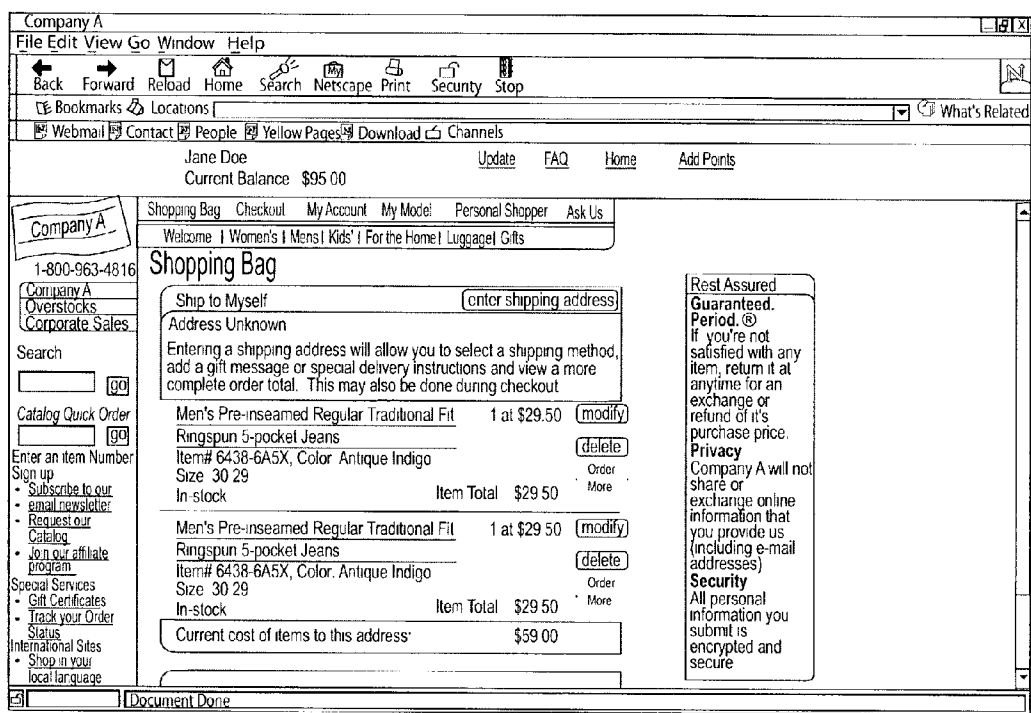 Company A
File Edit View Go Window Help
Back Forward Reload Home Search Netscape Print Security Stop
My
N
Bookmarks Locations What's Related
Webmail Contact People Yellow Pages Download Channels
Jane Doe Update FAQ Home Add Points
Current Balance $95 00
Shopping Bag Checkout My Account My Model Personal Shopper Ask Us
Welcome | Women's | Mens | Kids' | For the Home | Luggage | Gifts
Company A
1-800-963-4816
Company A
Overstocks
Corporate Sales
Search
go
Catalog Quick Order
go
Enter an item Number
Sign up
• Subscribe to our
• email newsletter
• Request our
Catalog
• Join our affiliate
program
Special Services
• Gift Certificates
• Track your Order
Status
International Sites
• Shop in your
local language
Shopping Bag
Ship to Myself enter shipping address
Address Unknown
Entering a shipping address will allow you to select a shipping method,
add a gift message or special delivery instructions and view a more
complete order total. This may also be done during checkout
Men's Pre-inseamed Regular Traditional Fit 1 at $29.50 modify
Ringspun 5-pocket Jeans delete
Item# 6438-6A5X, Color Antique Indigo
Size 30 29 Order
In-stock Item Total $29 50 More
Men's Pre-inseamed Regular Traditional Fit 1 at $29 50 modify
Ringspun 5-pocket Jeans delete
Item# 6438-6A5X, Color. Antique Indigo
Size 30 29 Order
In-stock Item Total $29 50 More
Current cost of items to this address: $59 00
Rest Assured
Guaranteed.
Period. ®
If you're not
satisfied with any
item, return it at
anytime for an
exchange or
refund of it's
purchase price.
Privacy
Company A will not
share or
exchange online
information that
you provide us
(including e-mail
addresses)
Security
All personal
information you
submit is
encrypted and
secure
Document Done